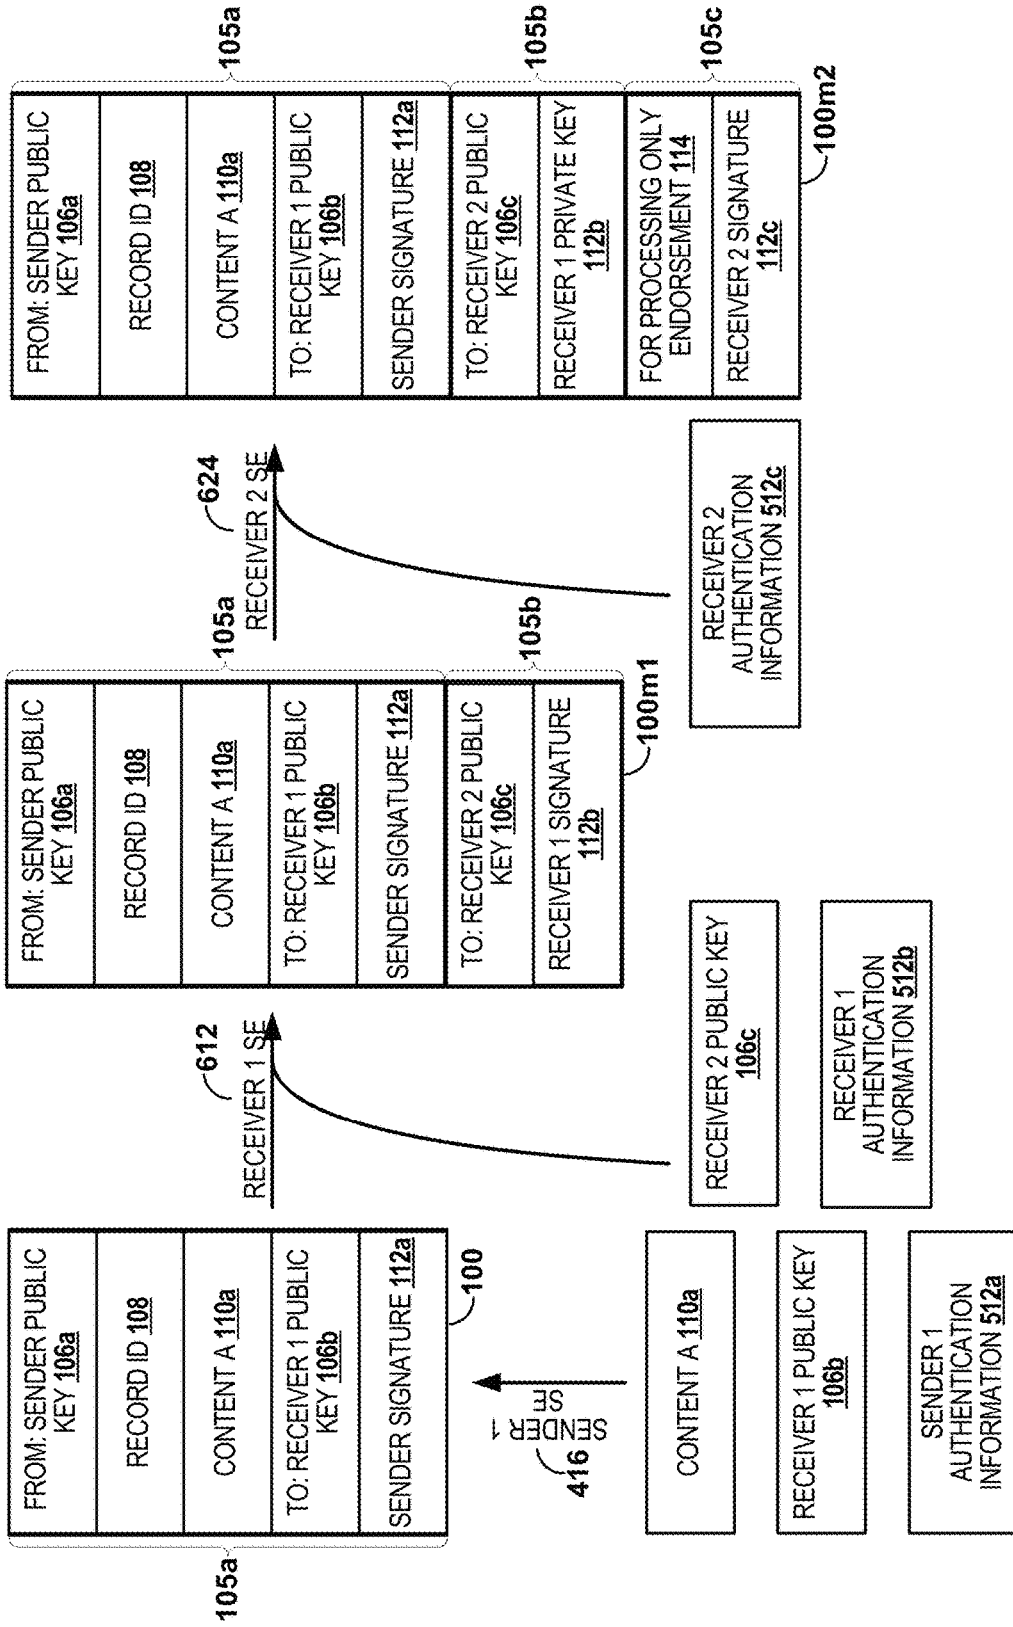 105a
FROM: SENDER PUBLIC
KEY 106a
RECORD ID 108
CONTENT A 110a
TO: RECEIVER 1 PUBLIC
KEY 106b
SENDER SIGNATURE 112a
100
416
SENDER 1
SE
CONTENT A 110a
RECEIVER 1 PUBLIC KEY
106b
SENDER 1
AUTHENTICATION
INFORMATION 512a
612
RECEIVER 1 SE
RECEIVER 2 PUBLIC KEY
106c
RECEIVER 1
AUTHENTICATION
INFORMATION 512b
FROM: SENDER PUBLIC
KEY 106a
RECORD ID 108
CONTENT A 110a
TO: RECEIVER 1 PUBLIC
KEY 106b
SENDER SIGNATURE 112a
TO: RECEIVER 2 PUBLIC
KEY 106c
RECEIVER 1 SIGNATURE
112b
105a
105b
100m1
624
RECEIVER 2 SE
RECEIVER 2
AUTHENTICATION
INFORMATION 512c
FROM: SENDER PUBLIC
KEY 106a
RECORD ID 108
CONTENT A 110a
TO: RECEIVER 1 PUBLIC
KEY 106b
SENDER SIGNATURE 112a
TO: RECEIVER 2 PUBLIC
KEY 106c
RECEIVER 1 PRIVATE KEY
112b
FOR PROCESSING ONLY
ENDORSEMENT 114
RECEIVER 2 SIGNATURE
112c
105a
105b
105c
100m2